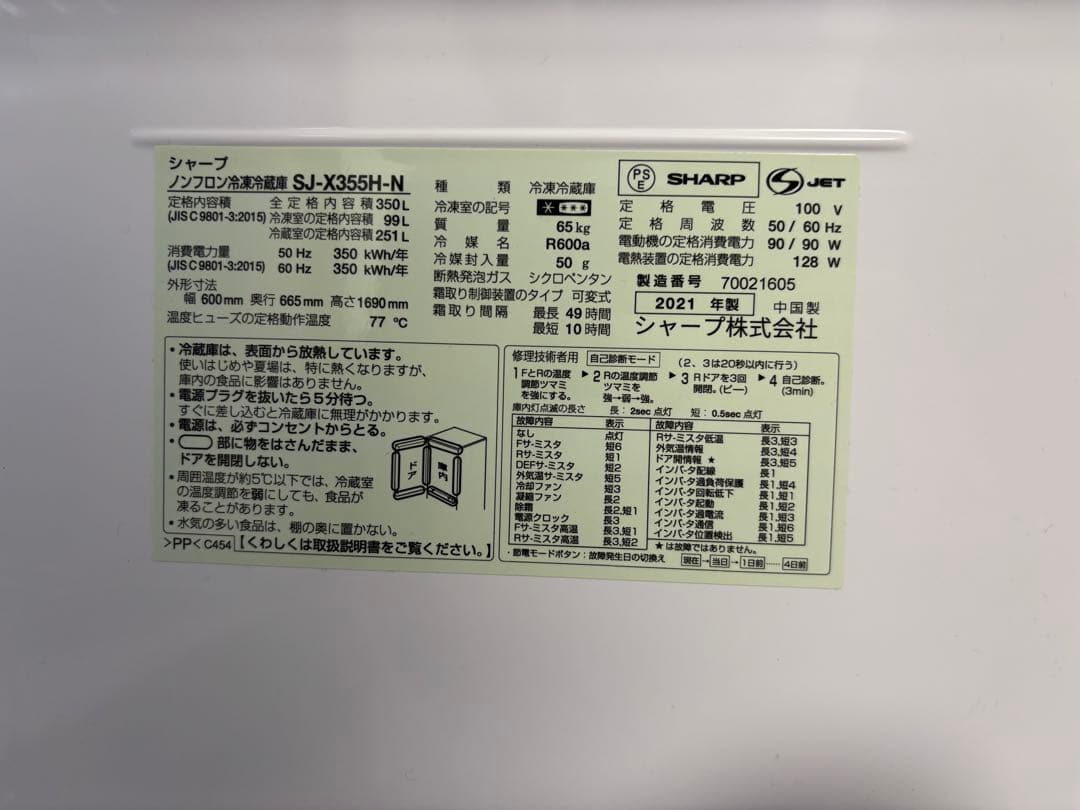 シャープ
ノンフロン冷凍冷蔵庫 SJ-X355H-N
定格内容積 全定格内容積 350 L
(JIS C 9801-3:2015) 冷凍室の定格内容積 99 L
冷蔵室の定格内容積 251 L
消費電力量 50 Hz 350 kWh/年
(JIS C 9801-3:2015) 60 Hz 350 kWh/年
外形寸法
幅 600 mm 奥行 665 mm 高さ 1690 mm
温度ヒューズの定格動作温度 77 ℃
種類 冷凍冷蔵庫
冷凍室の記号
質量 65 kg
冷媒名 R600a
冷媒封入量 50 g
断熱発泡ガス シクロペンタン
霜取り制御装置のタイプ 可変式
霜取り間隔 最長 49 時間
最短 10 時間
PSE SHARP S JET
定格電圧 100 V
定格周波数 50 / 60 Hz
電動機の定格消費電力 90 / 90 W
電熱装置の定格消費電力 128 W
製造番号 70021605
2021 年製 中国製
シャープ株式会社
・冷蔵庫は、表面から放熱しています。
使いはじめや夏場は、特に熱くなりますが、
庫内の食品に影響はありません。
・電源プラグを抜いたら5分待つ。
すぐに差し込むと冷蔵庫に無理がかかります。
・電源は、必ずコンセントからとる。
・ 部に物をはさんだまま、
ドアを開閉しない。
・周囲温度が約5℃以下では、冷蔵室
の温度調節を弱にしても、食品が
凍ることがあります。
・水気の多い食品は、棚の奥に置かない。
ドア
庫内
>PP< C454 【くわしくは取扱説明書をご覧ください。】
修理技術者用 自己診断モード (2、3は20秒以内に行う)
1 FとRの温度調節ツマミを強にする。 ▶ 2 Rの温度調節ツマミを強→弱→強。 ▶ 3 Rドアを3回開閉。(ピー) ▶ 4 自己診断。(3min)
庫内灯点滅の長さ 長：2sec 点灯 短：0.5sec 点灯
故障内容 表示
なし 点灯
Fサ-ミスタ 短6
Rサ-ミスタ 短1
DEFサ-ミスタ 短2
外気温サ-ミスタ 短5
冷却ファン 短3
凝縮ファン 長2
除霜 長2,短1
電源クロック 長3
Fサ-ミスタ高温 長3,短1
Rサ-ミスタ高温 長3,短2
故障内容 表示
Rサ-ミスタ低温 長3,短3
外気温情報 長3,短4
ドア開情報 ★ 長3,短5
インバータ配線 長1
インバータ過負荷保護 長1,短4
インバータ回転低下 長1,短1
インバータ起動 長1,短2
インバータ過電流 長1,短3
インバータ通信 長1,短6
インバータ位置検出 長1,短5
★は故障ではありません。
・節電モードボタン：故障発生日の切換え 現在→当日→1日前……4日前